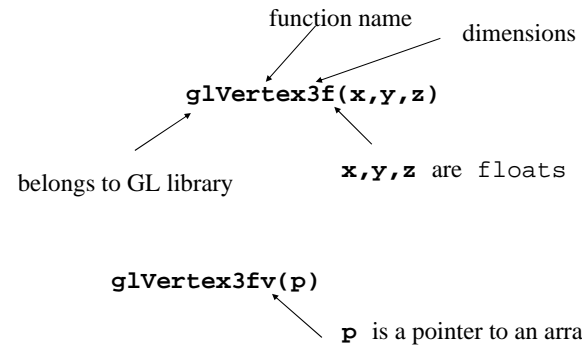 function name
dimensions
glVertex3f(x,y,z)
belongs to GL library
x,y,z are floats
glVertex3fv(p)
p is a pointer to an arra